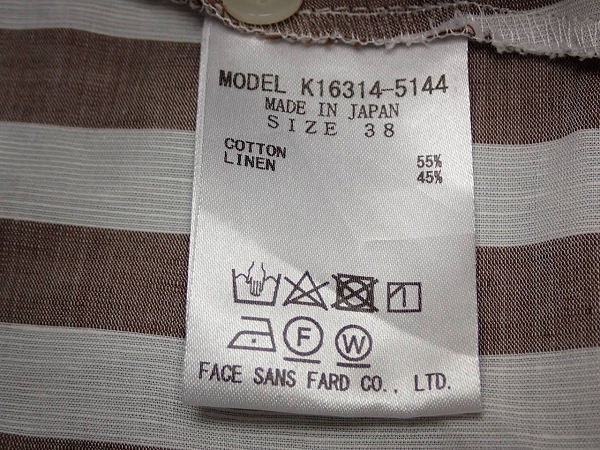 MODEL K16314-5144
MADE IN JAPAN
SIZE 38
COTTON 55%
LINEN 45%
F W
FACE SANS FARD CO., LTD.